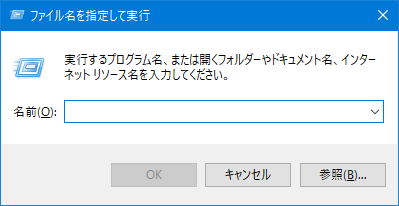 ファイル名を指定して実行
実行するプログラム名、または開くフォルダーやドキュメント名、インター
ネット リソース名を入力してください。
名前(O):
OK キャンセル 参照(B)...